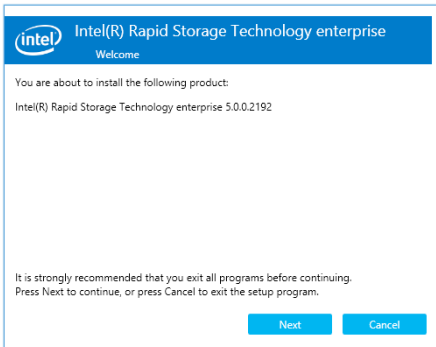 intel
Intel(R) Rapid Storage Technology enterprise
Welcome
You are about to install the following product:
Intel(R) Rapid Storage Technology enterprise 5.0.0.2192
It is strongly recommended that you exit all programs before continuing.
Press Next to continue, or press Cancel to exit the setup program.
Next Cancel